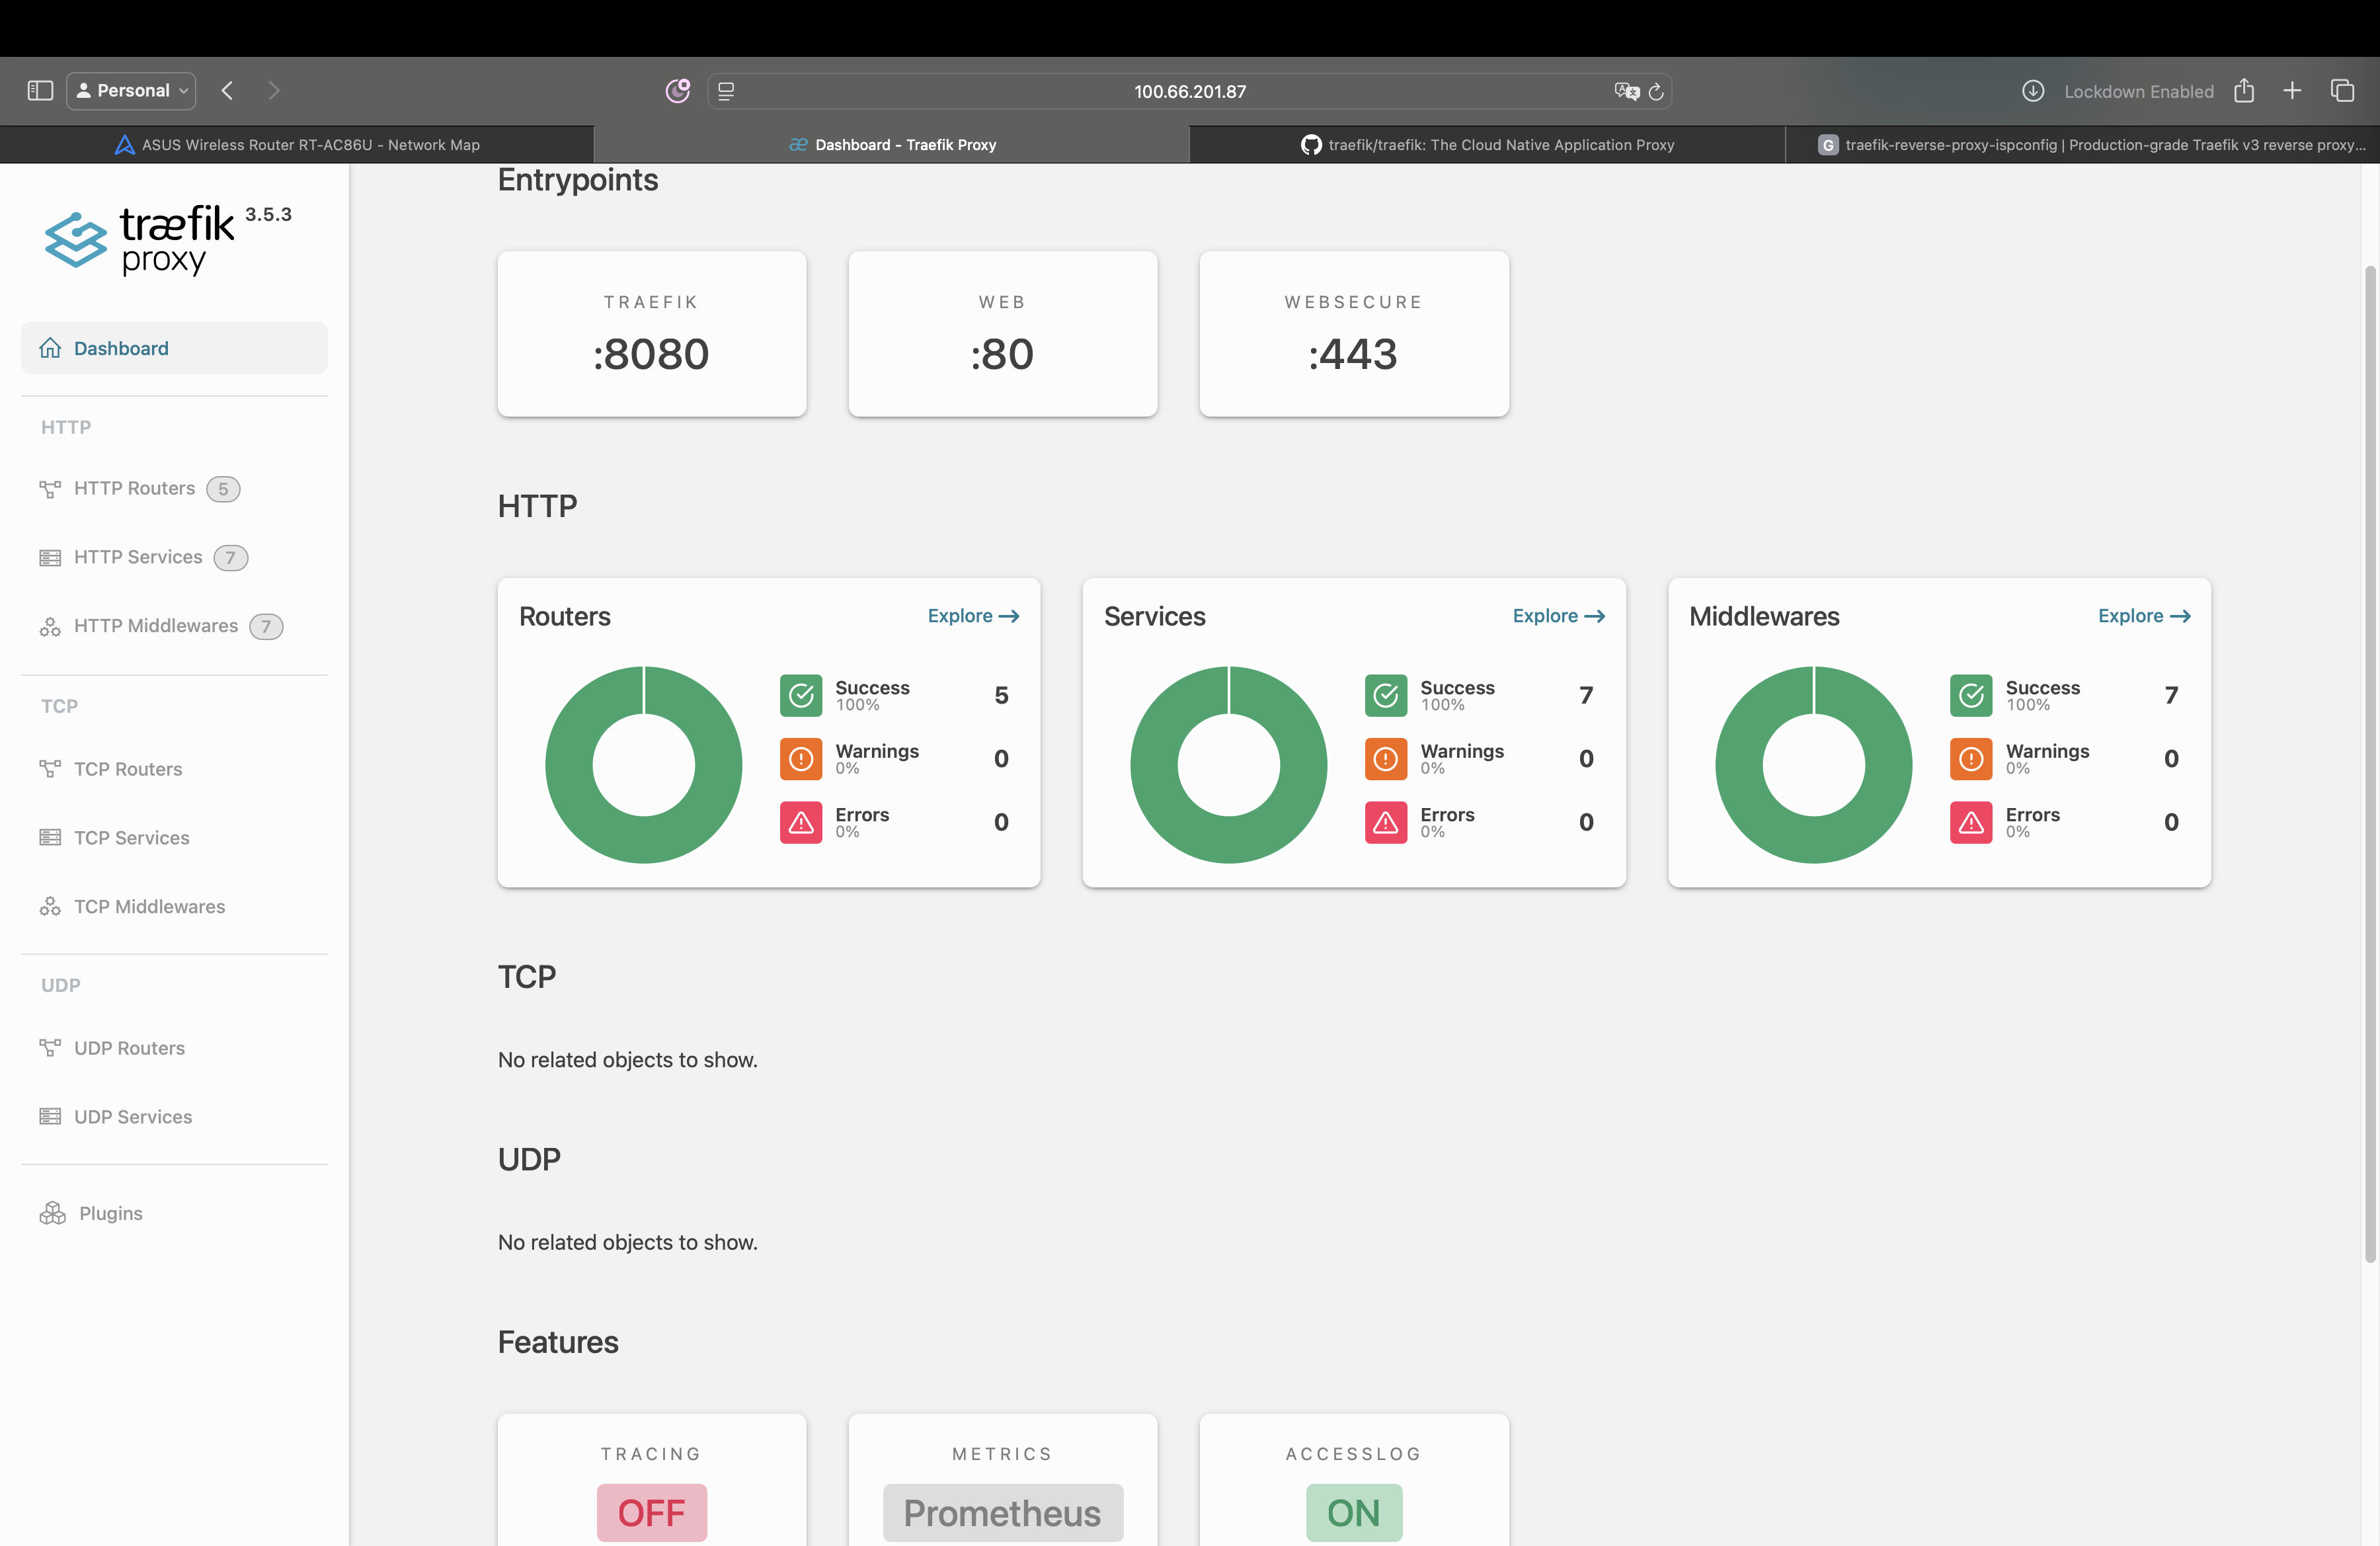 Personal
100.66.201.87
Lockdown Enabled
ASUS Wireless Router RT-AC86U - Network Map
Dashboard - Traefik Proxy
traefik/traefik: The Cloud Native Application Proxy
G traefik-reverse-proxy-ispconfig | Production-grade Traefik v3 reverse proxy...
træfik 3.5.3
proxy
Dashboard
HTTP
HTTP Routers 5
HTTP Services 7
HTTP Middlewares 7
TCP
TCP Routers
TCP Services
TCP Middlewares
UDP
UDP Routers
UDP Services
Plugins
Entrypoints
TRAEFIK
:8080
WEB
:80
WEBSECURE
:443
HTTP
Routers Explore
Success 5
100%
Warnings 0
0%
Errors 0
0%
Services Explore
Success 7
100%
Warnings 0
0%
Errors 0
0%
Middlewares Explore
Success 7
100%
Warnings 0
0%
Errors 0
0%
TCP
No related objects to show.
UDP
No related objects to show.
Features
TRACING
OFF
METRICS
Prometheus
ACCESSLOG
ON